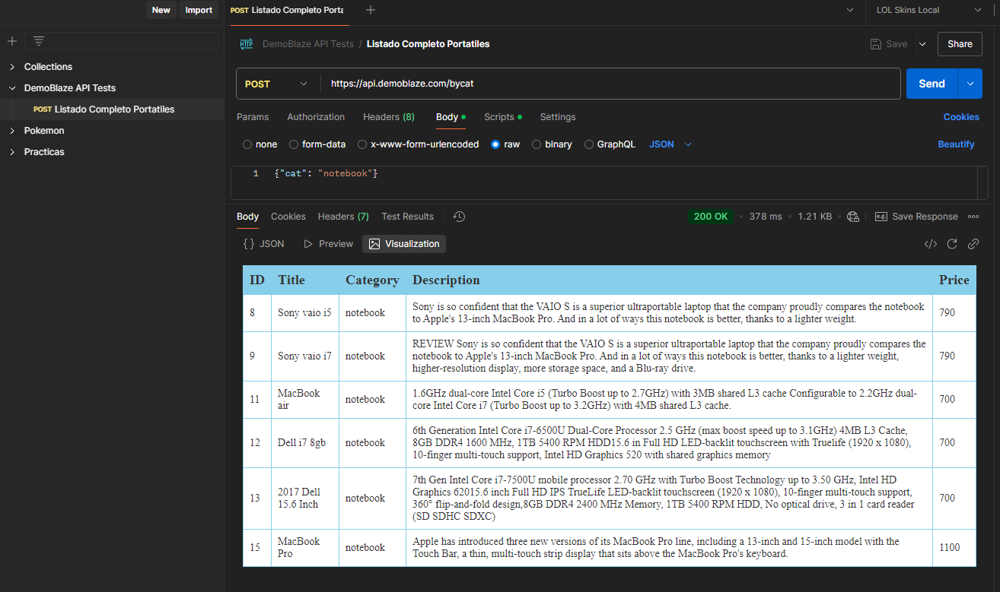 New Import POST Listado Completo Porta LOL Skins Local
HTTP DemoBlaze API Tests / Listado Completo Portatiles Save Share
Collections
DemoBlaze API Tests
POST Listado Completo Portatiles
Pokemon
Practicas
POST https://api.demoblaze.com/bycat Send
Params Authorization Headers (8) Body Scripts Settings Cookies
none form-data x-www-form-urlencoded raw binary GraphQL JSON Beautify
1 {"cat": "notebook"}
Body Cookies Headers (7) Test Results 200 OK 378 ms 1.21 KB e.g. Save Response
{} JSON Preview Visualization
ID Title Category Description Price
8 Sony vaio i5 notebook
Sony is so confident that the VAIO S is a superior ultraportable laptop that the company proudly compares the notebook
to Apple's 13-inch MacBook Pro. And in a lot of ways this notebook is better, thanks to a lighter weight.
790
9 Sony vaio i7 notebook
REVIEW Sony is so confident that the VAIO S is a superior ultraportable laptop that the company proudly compares the
notebook to Apple's 13-inch MacBook Pro. And in a lot of ways this notebook is better, thanks to a lighter weight,
higher-resolution display, more storage space, and a Blu-ray drive.
790
11
MacBook
air
notebook
1.6GHz dual-core Intel Core i5 (Turbo Boost up to 2.7GHz) with 3MB shared L3 cache Configurable to 2.2GHz dual-
core Intel Core i7 (Turbo Boost up to 3.2GHz) with 4MB shared L3 cache.
700
12 Dell i7 8gb notebook
6th Generation Intel Core i7-6500U Dual-Core Processor 2.5 GHz (max boost speed up to 3.1GHz) 4MB L3 Cache,
8GB DDR4 1600 MHz, 1TB 5400 RPM HDD15.6 in Full HD LED-backlit touchscreen with Truelife (1920 x 1080),
10-finger multi-touch support, Intel HD Graphics 520 with shared graphics memory
700
13
2017 Dell
15.6 Inch
notebook
7th Gen Intel Core i7-7500U mobile processor 2.70 GHz with Turbo Boost Technology up to 3.50 GHz, Intel HD
Graphics 62015.6 inch Full HD IPS TrueLife LED-backlit touchscreen (1920 x 1080), 10-finger multi-touch support,
360° flip-and-fold design,8GB DDR4 2400 MHz Memory, 1TB 5400 RPM HDD, No optical drive, 3 in 1 card reader
(SD SDHC SDXC)
700
15
MacBook
Pro
notebook
Apple has introduced three new versions of its MacBook Pro line, including a 13-inch and 15-inch model with the
Touch Bar, a thin, multi-touch strip display that sits above the MacBook Pro's keyboard.
1100